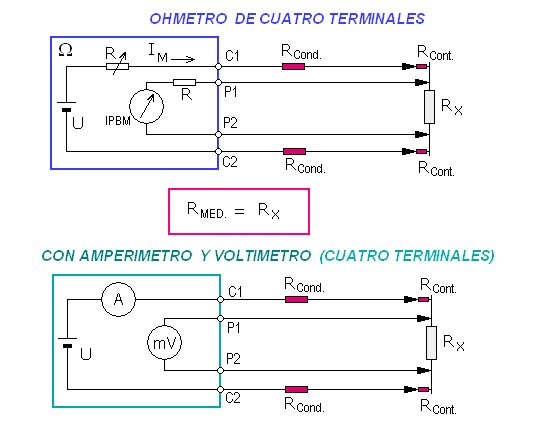 OHMETRO DE CUATRO TERMINALES
Ω R I M C1 R Cond. R Cont.
R P1
U IPBM R X
P2
C2 R Cond. R Cont.
R MED. = R X
CON AMPERIMETRO Y VOLTIMETRO (CUATRO TERMINALES)
A C1 R Cond. R Cont.
P1
U mV R X
P2
C2 R Cond. R Cont.